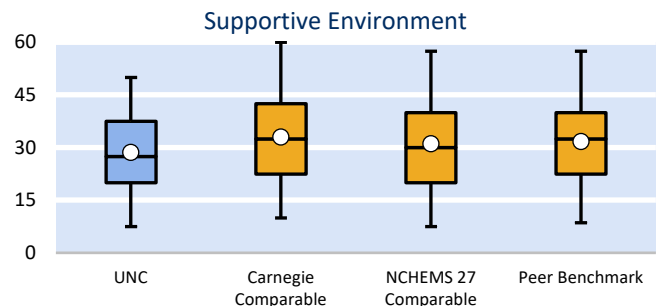 Supportive Environment
60
45
30
15
0
UNC
Carnegie
Comparable
NCHEMS 27
Comparable
Peer Benchmark